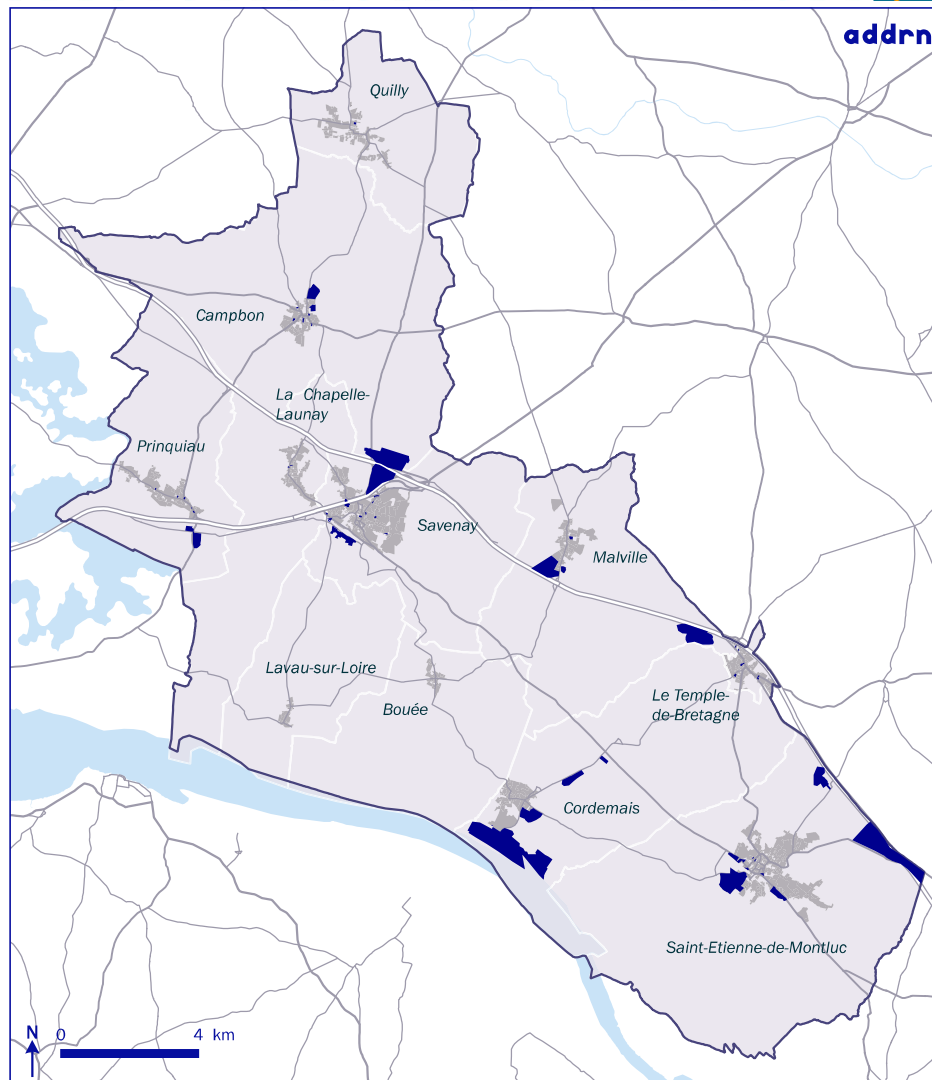 addrn
Quilly
Campbon
La Chapelle-
Launay
Prinquiau
Savenay
Malville
Lavau-sur-Loire
Le Temple-
de-Bretagne
Bouée
Cordemais
Saint-Etienne-de-Montluc
N 0 4 km